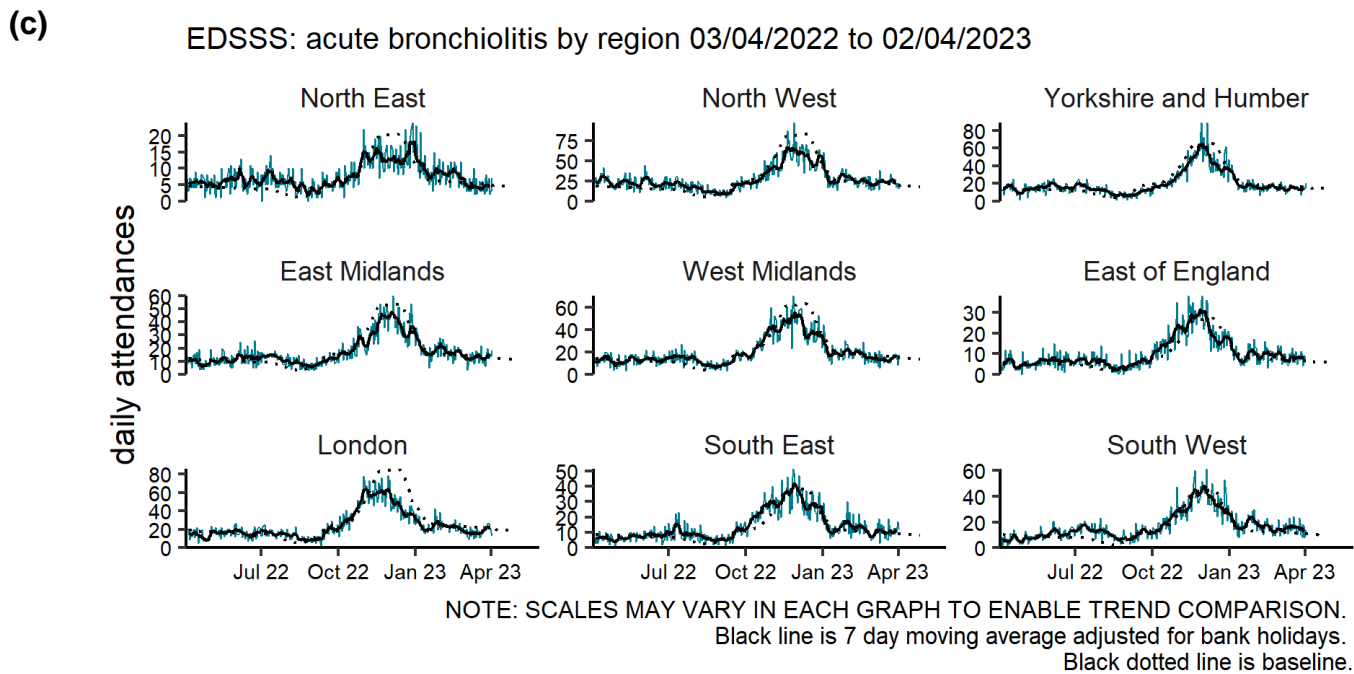 (c)
EDSSS: acute bronchiolitis by region 03/04/2022 to 02/04/2023
daily attendances
North East
20
15
10
5
0
North West
75
50
25
0
Yorkshire and Humber
80
60
40
20
0
East Midlands
60
50
40
30
20
10
0
West Midlands
60
40
20
0
East of England
30
20
10
0
London
80
60
40
20
0
South East
50
40
30
20
10
0
South West
60
40
20
0
Jul 22 Oct 22 Jan 23 Apr 23
Jul 22 Oct 22 Jan 23 Apr 23
Jul 22 Oct 22 Jan 23 Apr 23
NOTE: SCALES MAY VARY IN EACH GRAPH TO ENABLE TREND COMPARISON.
Black line is 7 day moving average adjusted for bank holidays.
Black dotted line is baseline.